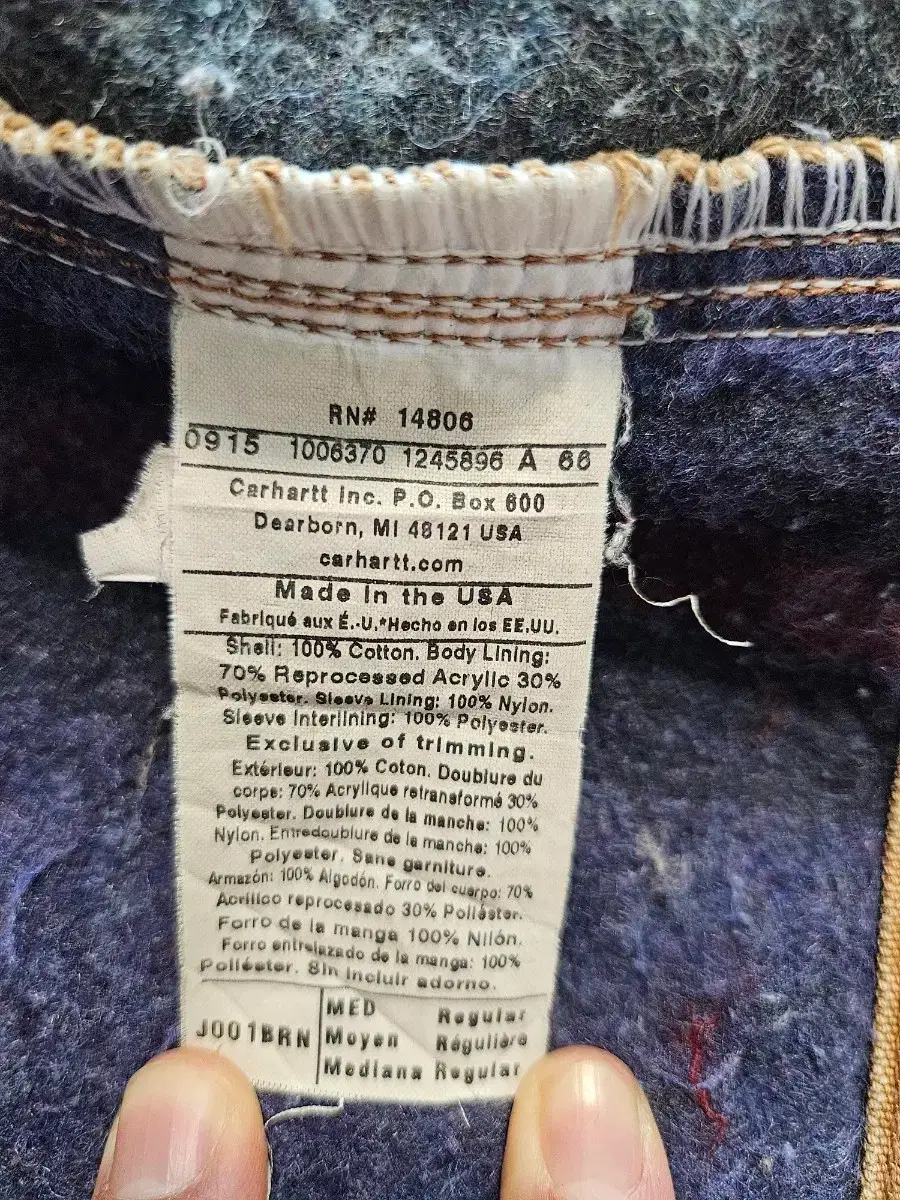 RN# 14806
0915 1006370 1245896 A 66
Carhartt Inc. P.O. Box 600
Dearborn, MI 48121 USA
carhartt.com
Made in the USA
Fabriqué aux É.-U.*Hecho en los EE.UU.
Shell: 100% Cotton. Body Lining:
70% Reprocessed Acrylic 30%
Polyester. Sleeve Lining: 100% Nylon.
Sleeve Interlining: 100% Polyester.
Exclusive of trimming.
Extérieur: 100% Coton. Doublure du
corps: 70% Acrylique retransformé 30%
Polyester. Doublure de la manche: 100%
Nylon. Entredoublure de la manche: 100%
Polyester. Sans garniture.
Armazón: 100% Algodón. Forro del cuerpo: 70%
Acrílico reprocesado 30% Poliéster.
Forro de la manga 100% Nilón.
Forro entrelazado de la manga: 100%
Poliéster. Sin incluir adorno.
J001BRN
MED Regular
Moyen Régulière
Mediana Regular